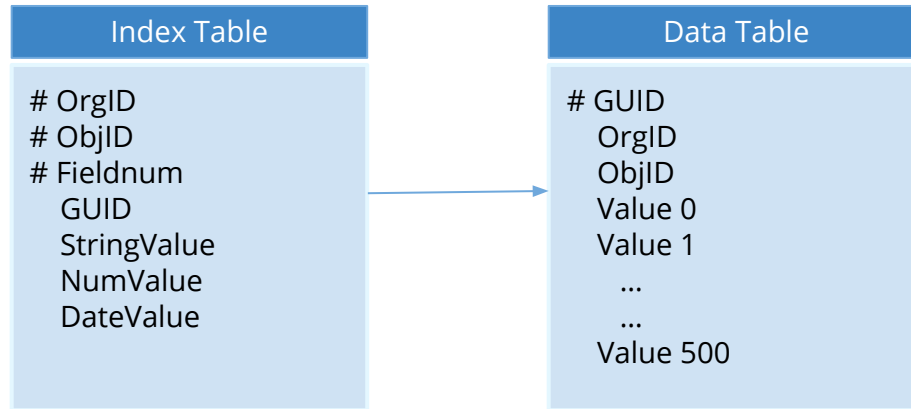 Index Table
# OrgID
# ObjID
# Fieldnum
GUID
StringValue
NumValue
DateValue
Data Table
# GUID
OrgID
ObjID
Value 0
Value 1
...
...
Value 500